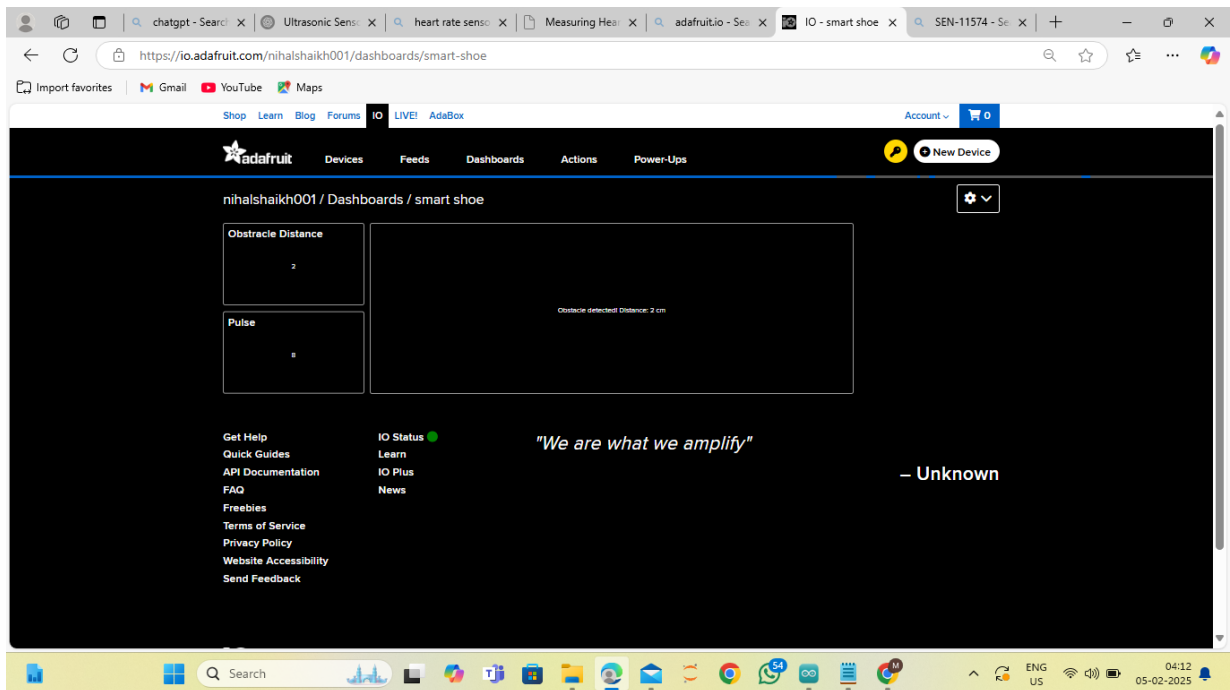 chatgpt - Search
Ultrasonic Senso
heart rate senso
Measuring Hear
adafruit.io - Sea
IO - smart shoe
SEN-11574 - Se
https://io.adafruit.com/nihalshaikh001/dashboards/smart-shoe
Import favorites
Gmail
YouTube
Maps
Shop Learn Blog Forums IO LIVE! AdaBox
Account
0
adafruit
Devices
Feeds
Dashboards
Actions
Power-Ups
New Device
nihalshaikh001 / Dashboards / smart shoe
Obstracle Distance
2
Obstacle detected! Distance: 2 cm
Pulse
Get Help
Quick Guides
API Documentation
FAQ
Freebies
Terms of Service
Privacy Policy
Website Accessibility
Send Feedback
IO Status
Learn
IO Plus
News
"We are what we amplify"
– Unknown
Search
54
M
ENG
US
04:12
05-02-2025